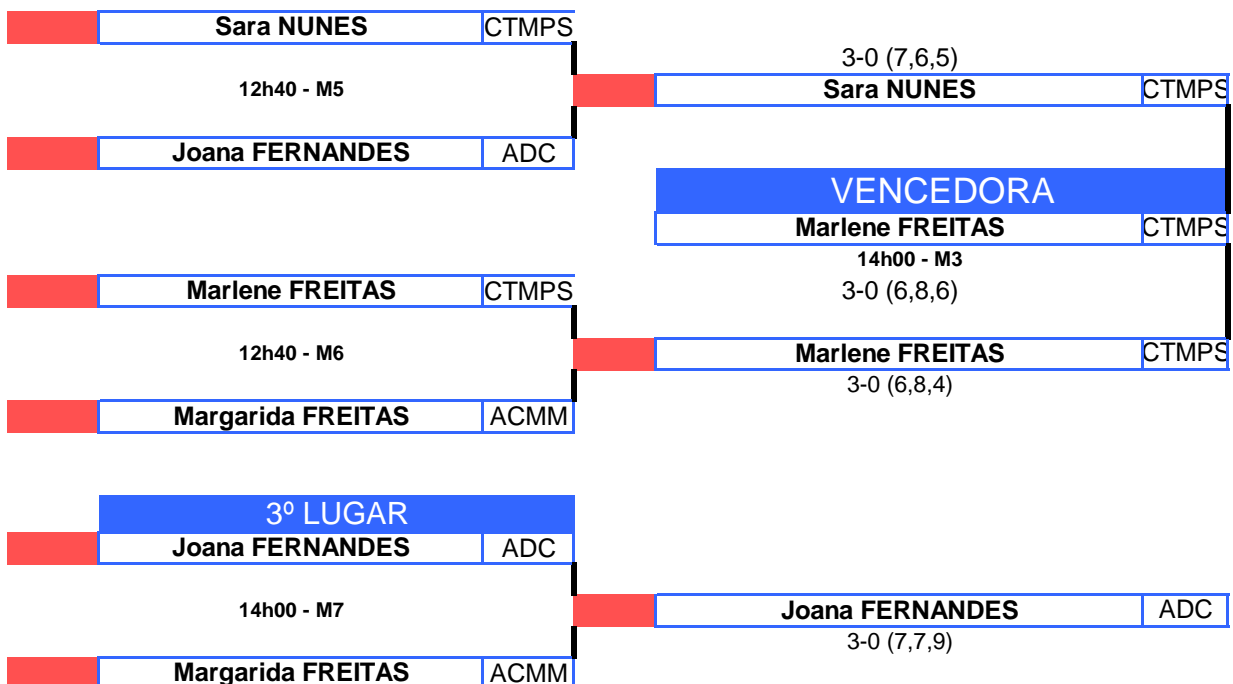 Sara NUNES CTMPS
3-0 (7,6,5)
12h40 - M5
Sara NUNES CTMPS
Joana FERNANDES ADC
VENCEDORA
Marlene FREITAS CTMPS
14h00 - M3
Marlene FREITAS CTMPS
3-0 (6,8,6)
12h40 - M6
Marlene FREITAS CTMPS
3-0 (6,8,4)
Margarida FREITAS ACMM
3º LUGAR
Joana FERNANDES ADC
14h00 - M7
Joana FERNANDES ADC
3-0 (7,7,9)
Margarida FREITAS ACMM